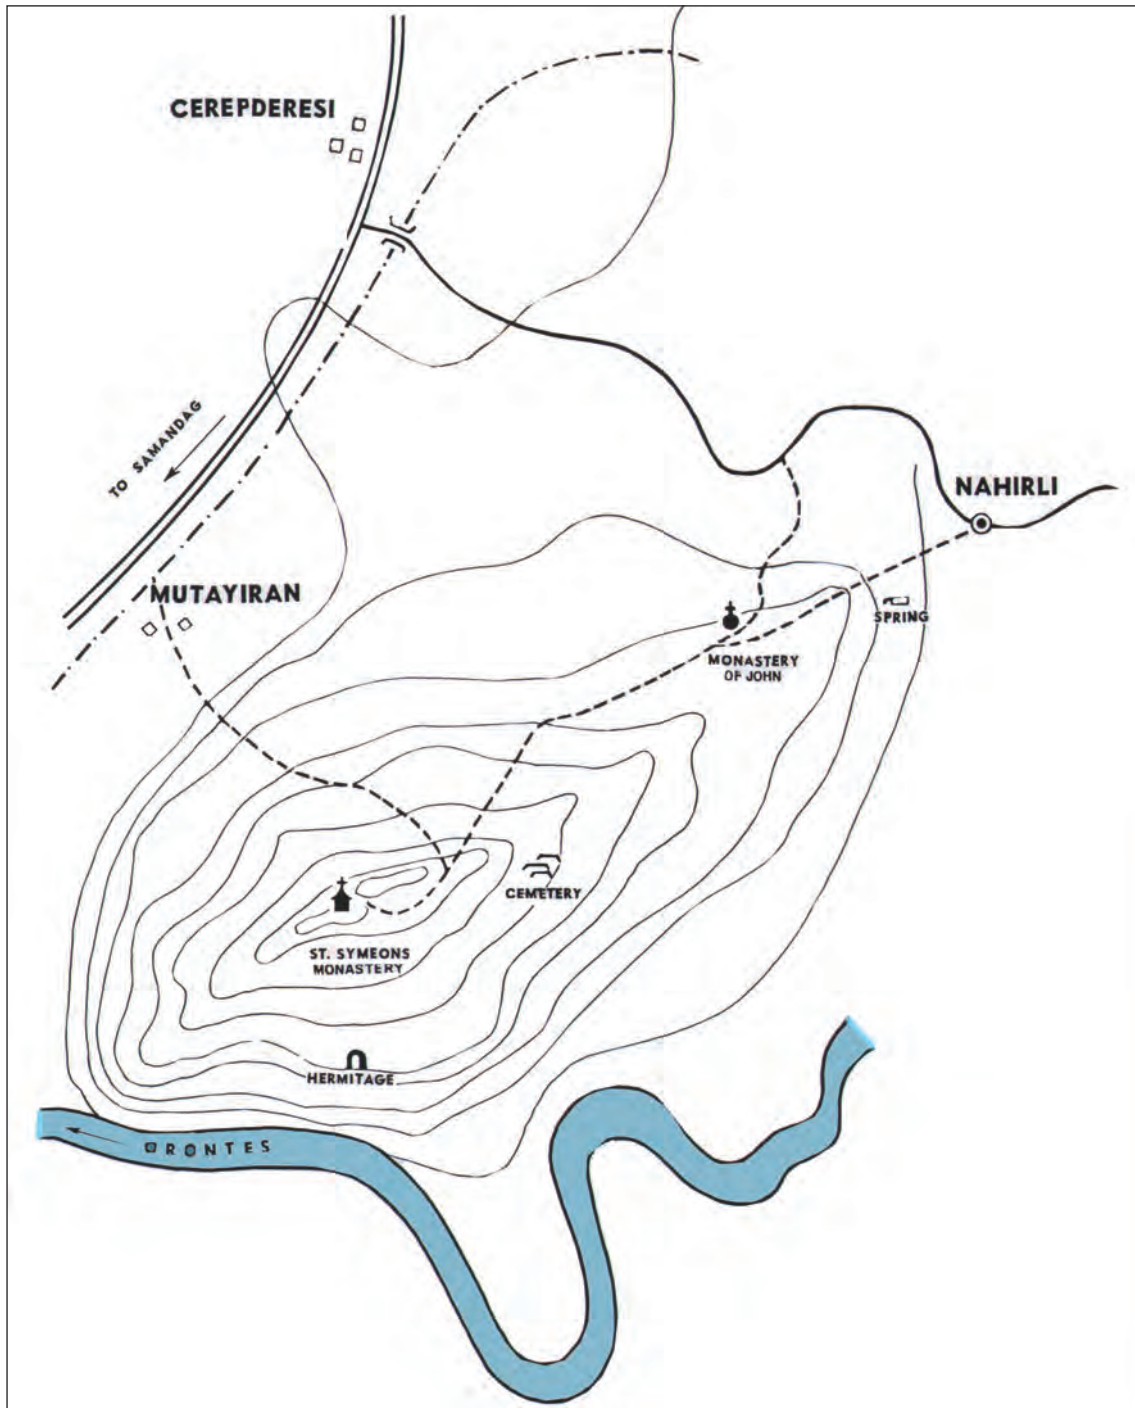 CEREPDERESI
TO SAMANDAG
NAHIRLI
MUTAYIRAN
SPRING
MONASTERY
OF JOHN
CEMETERY
ST. SYMEONS
MONASTERY
HERMITAGE
ORONTES